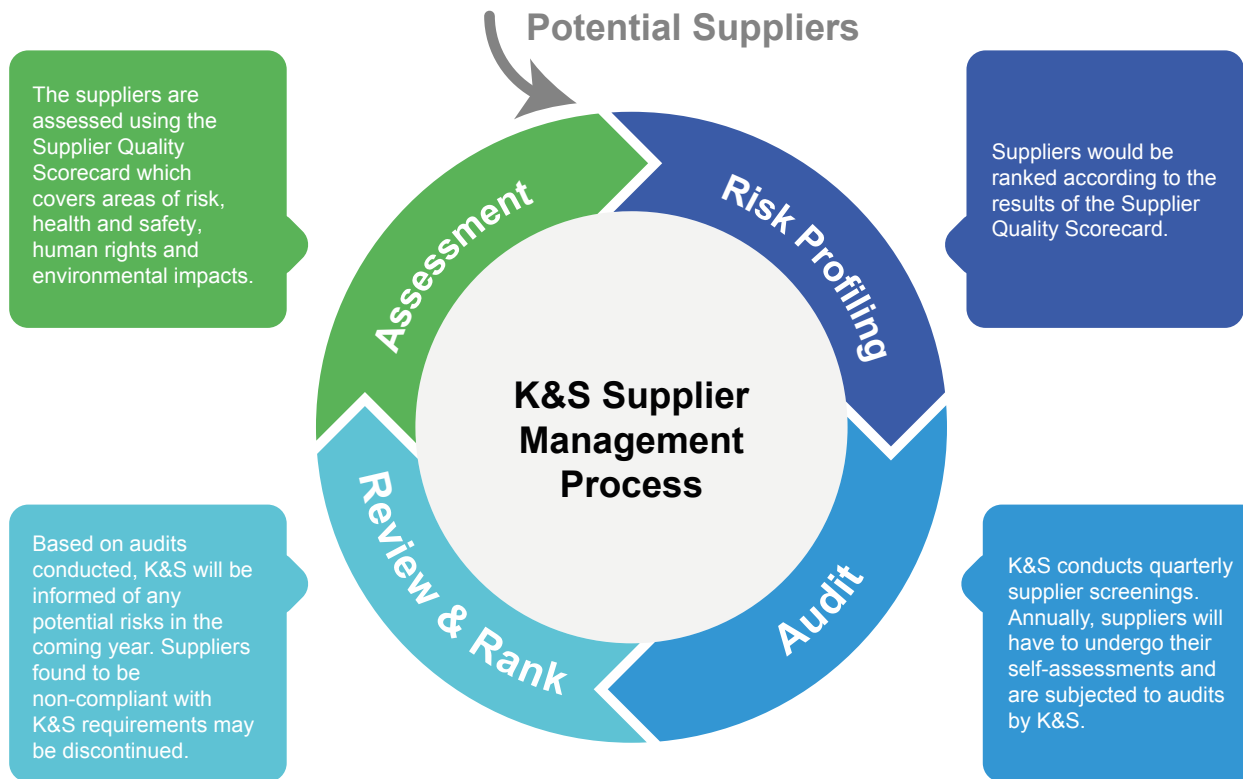 Potential Suppliers
The suppliers are
assessed using the
Supplier Quality
Scorecard which
covers areas of risk,
health and safety,
human rights and
environmental impacts.
Assessment
Risk Profiling
Suppliers would be
ranked according to the
results of the Supplier
Quality Scorecard.
K&S Supplier
Management
Process
Based on audits
conducted, K&S will be
informed of any
potential risks in the
coming year. Suppliers
found to be
non-compliant with
K&S requirements may
be discontinued.
Review & Rank
Audit
K&S conducts quarterly
supplier screenings.
Annually, suppliers will
have to undergo their
self-assessments and
are subjected to audits
by K&S.